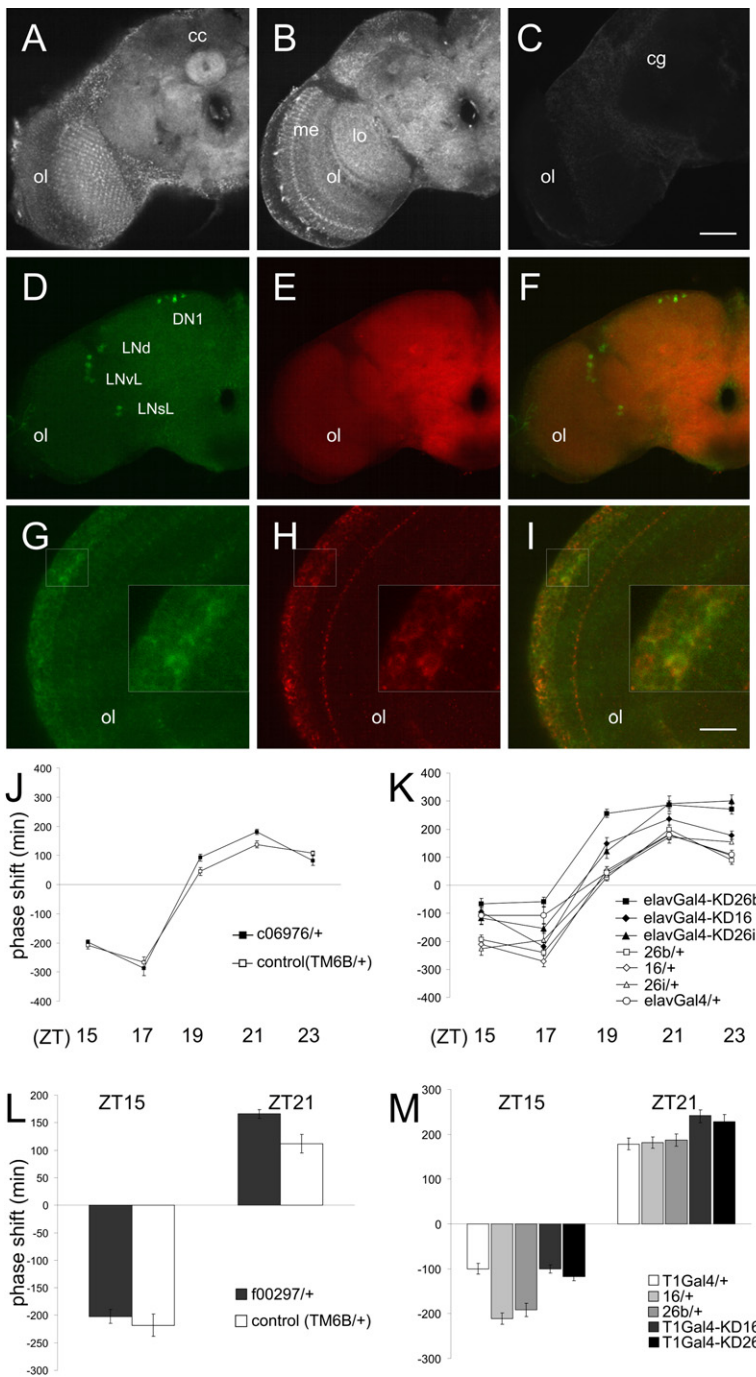 A
cc
ol
B
me
lo
ol
C
cg
ol
D
DN1
LNd
LNvL
LNsL
ol
E
ol
F
G
ol
H
ol
I
J
phase shift (min)
400
300
200
100
0
-100
-200
-300
-400
c06976/+
control(TM6B/+)
(ZT) 15 17 19 21 23
K
400
300
200
100
0
-100
-200
-300
-400
elavGal4-KD26b
elavGal4-KD16
elavGal4-KD26i
26b/+
16/+
26i/+
elavGal4/+
(ZT) 15 17 19 21 23
L
ZT15 ZT21
phase shift (min)
200
150
100
50
0
-50
-100
-150
-200
-250
-300
f00297/+
control (TM6B/+)
M
ZT15 ZT21
300
200
100
0
-100
-200
-300
T1Gal4/+
16/+
26b/+
T1Gal4-KD16
T1Gal4-KD26